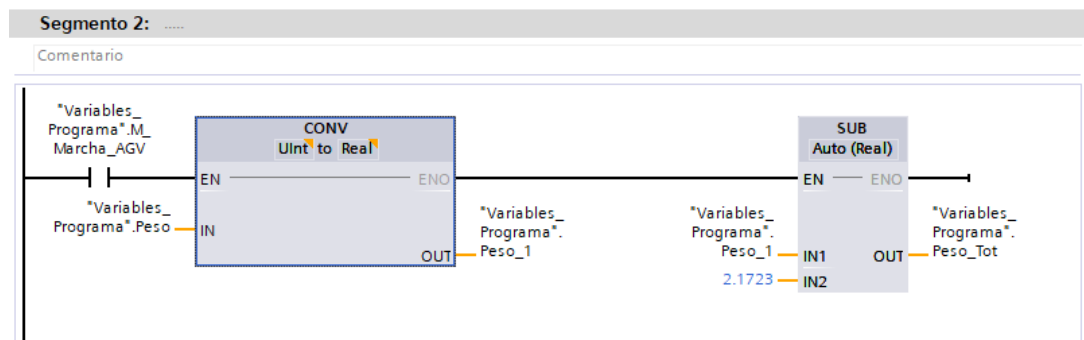 Segmento 2: .....
Comentario
"Variables_
Programa".M_
Marcha_AGV
CONV
UInt to Real
EN
ENO
"Variables_
Programa".Peso
IN
OUT
"Variables_
Programa".
Peso_1
SUB
Auto (Real)
EN
ENO
"Variables_
Programa".
Peso_1
IN1
2.1723
IN2
OUT
"Variables_
Programa".
Peso_Tot